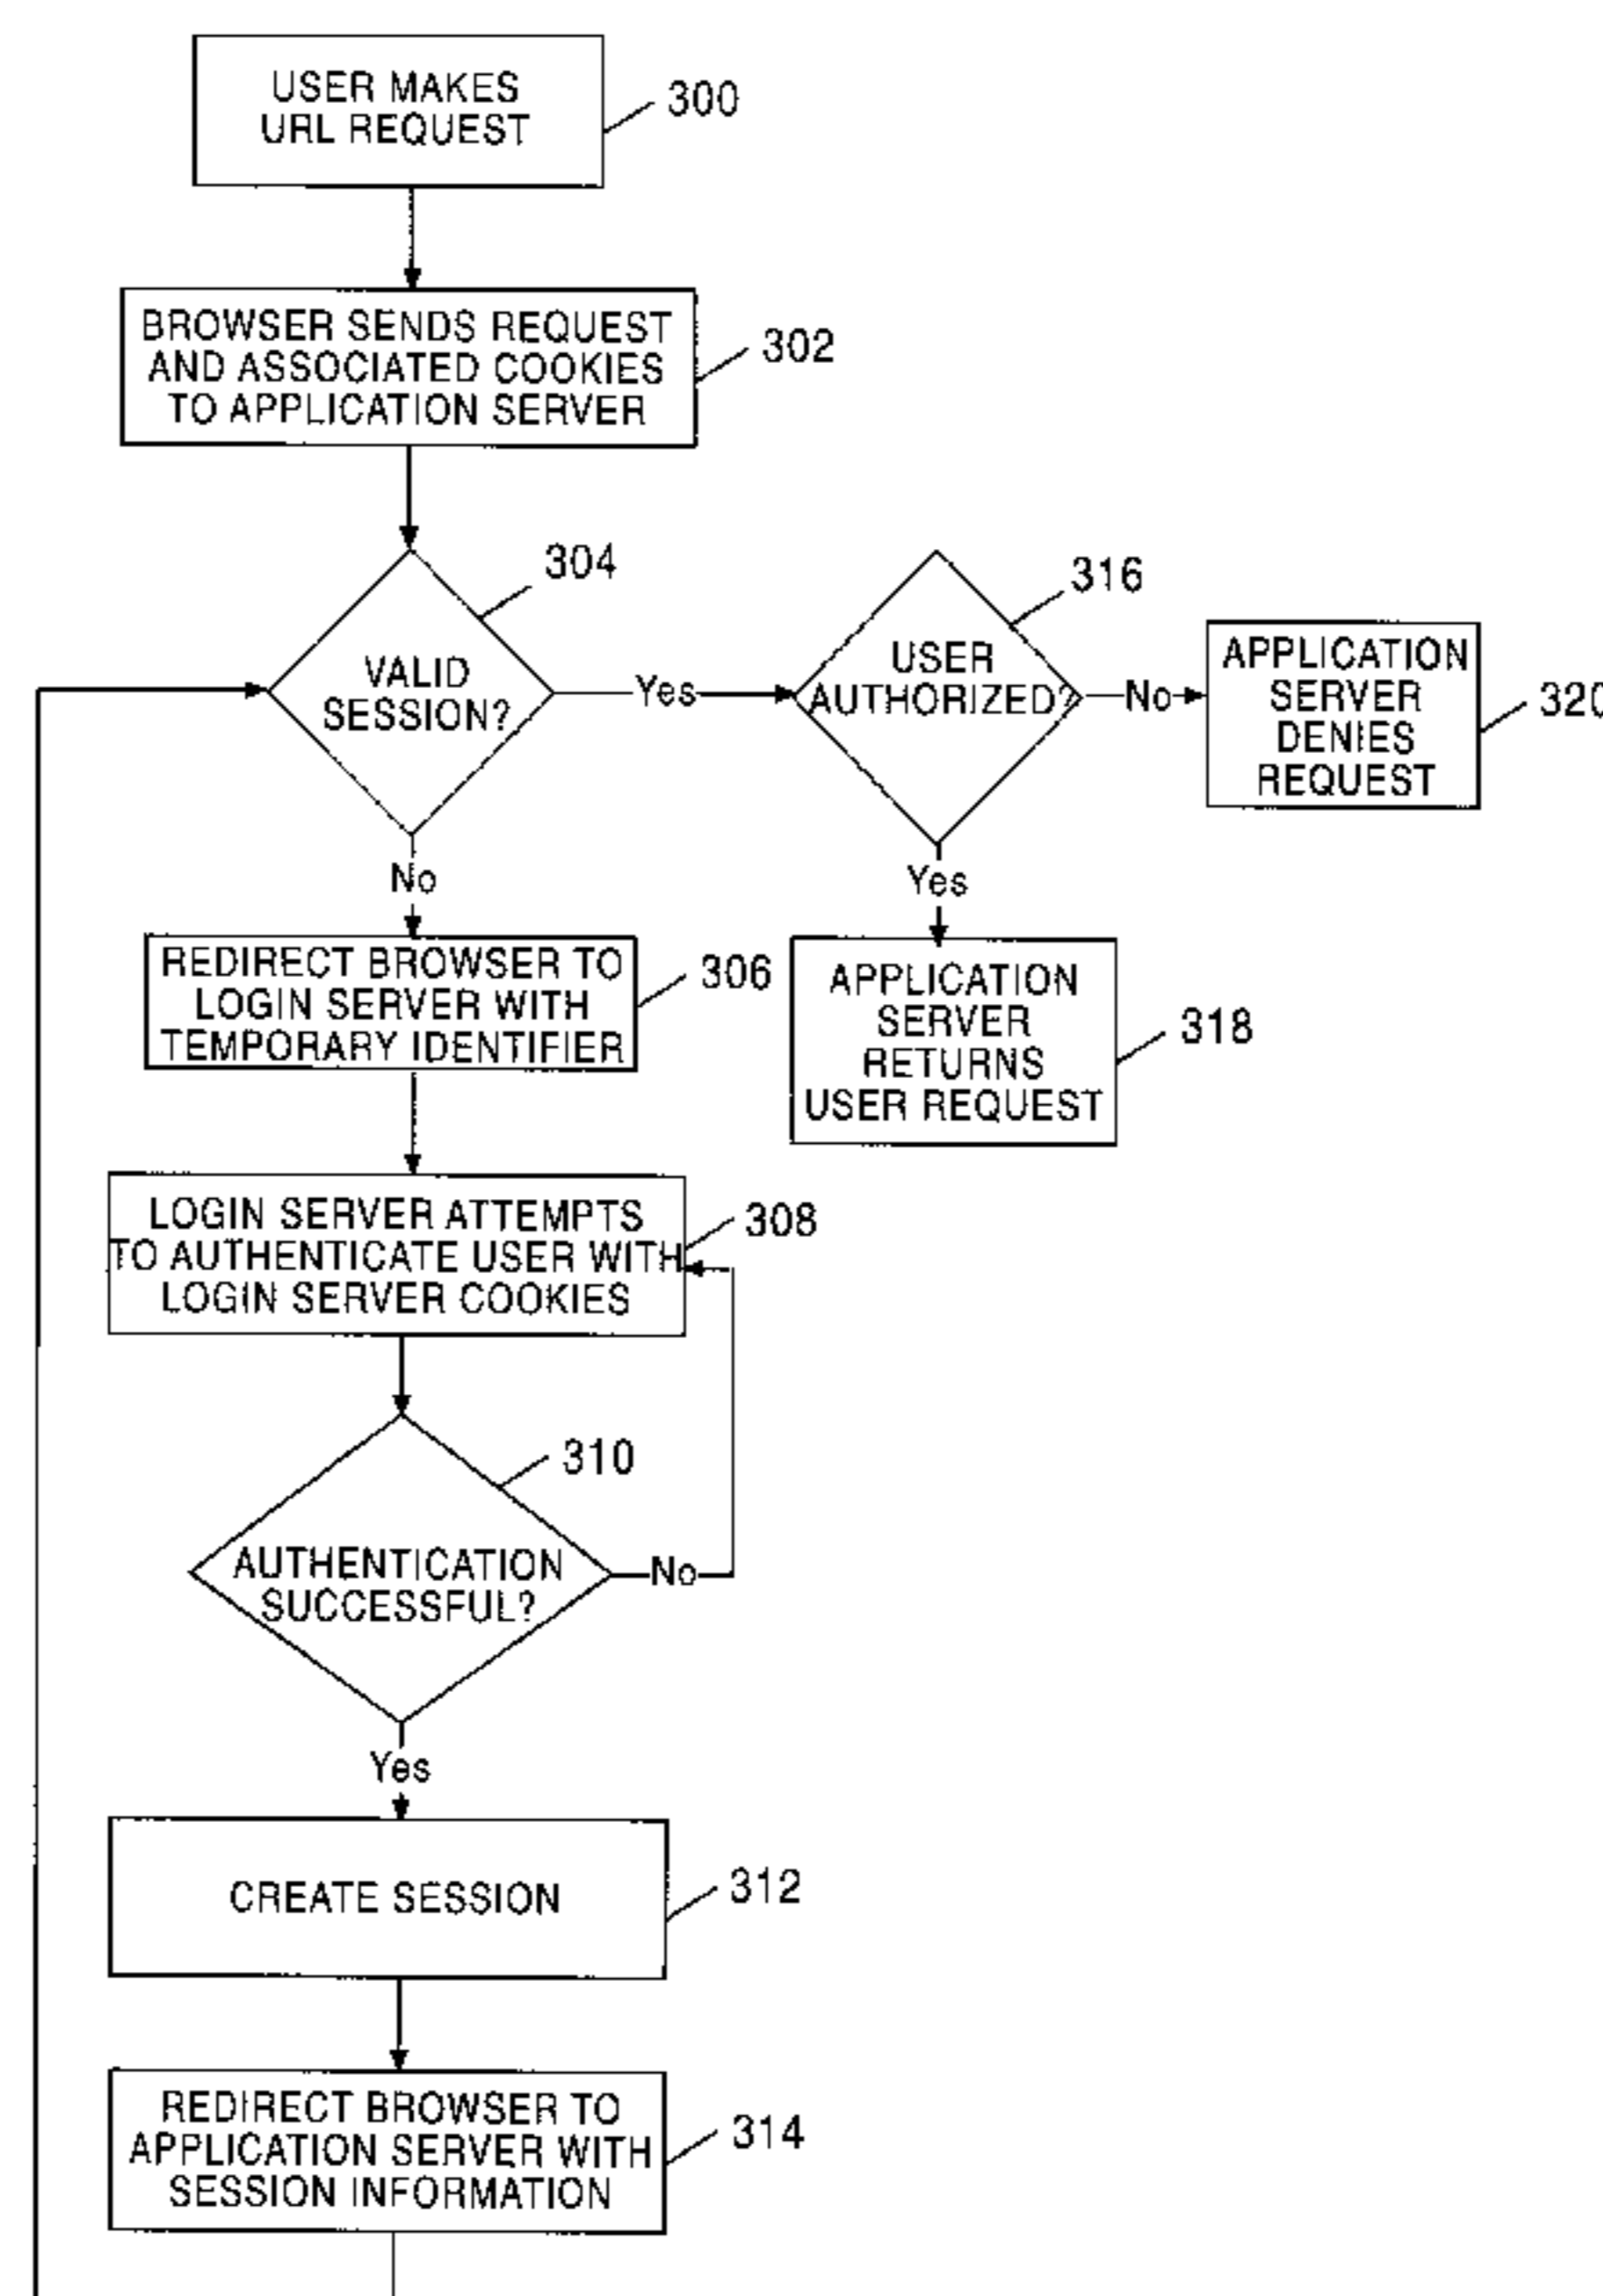 USER MAKES
URL REQUEST
300
BROWSER SENDS REQUEST
AND ASSOCIATED COOKIES
TO APPLICATION SERVER
302
304
VALID
SESSION?
Yes
316
USER
AUTHORIZED?
No
APPLICATION
SERVER
DENIES
REQUEST
320
No
Yes
REDIRECT BROWSER TO
LOGIN SERVER WITH
TEMPORARY IDENTIFIER
306
APPLICATION
SERVER
RETURNS
USER REQUEST
318
LOGIN SERVER ATTEMPTS
TO AUTHENTICATE USER WITH
LOGIN SERVER COOKIES
308
310
AUTHENTICATION
SUCCESSFUL?
No
Yes
CREATE SESSION
312
REDIRECT BROWSER TO
APPLICATION SERVER WITH
SESSION INFORMATION
314